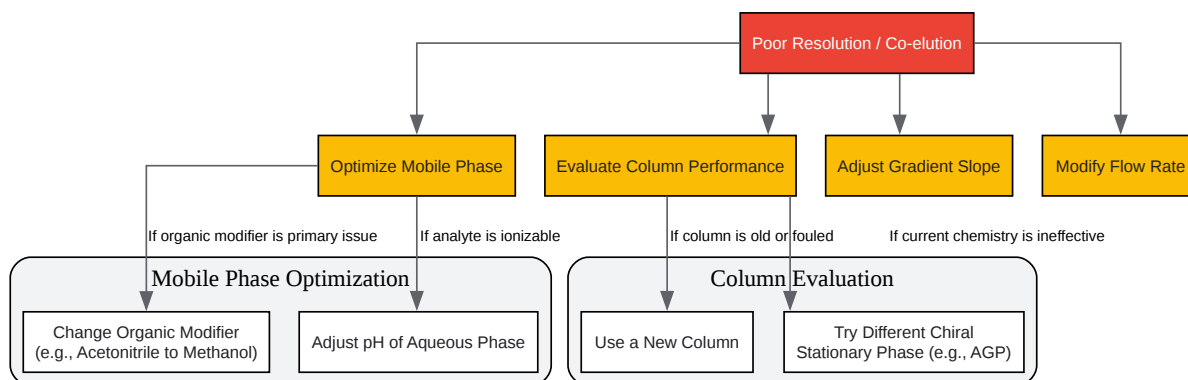 Poor Resolution / Co-elution
Optimize Mobile Phase
Evaluate Column Performance
Adjust Gradient Slope
Modify Flow Rate
If organic modifier is primary issue
If analyte is ionizable
If column is old or fouled
If current chemistry is ineffective
Mobile Phase Optimization
Column Evaluation
Change Organic Modifier
(e.g., Acetonitrile to Methanol)
Adjust pH of Aqueous Phase
Use a New Column
Try Different Chiral
Stationary Phase (e.g., AGP)